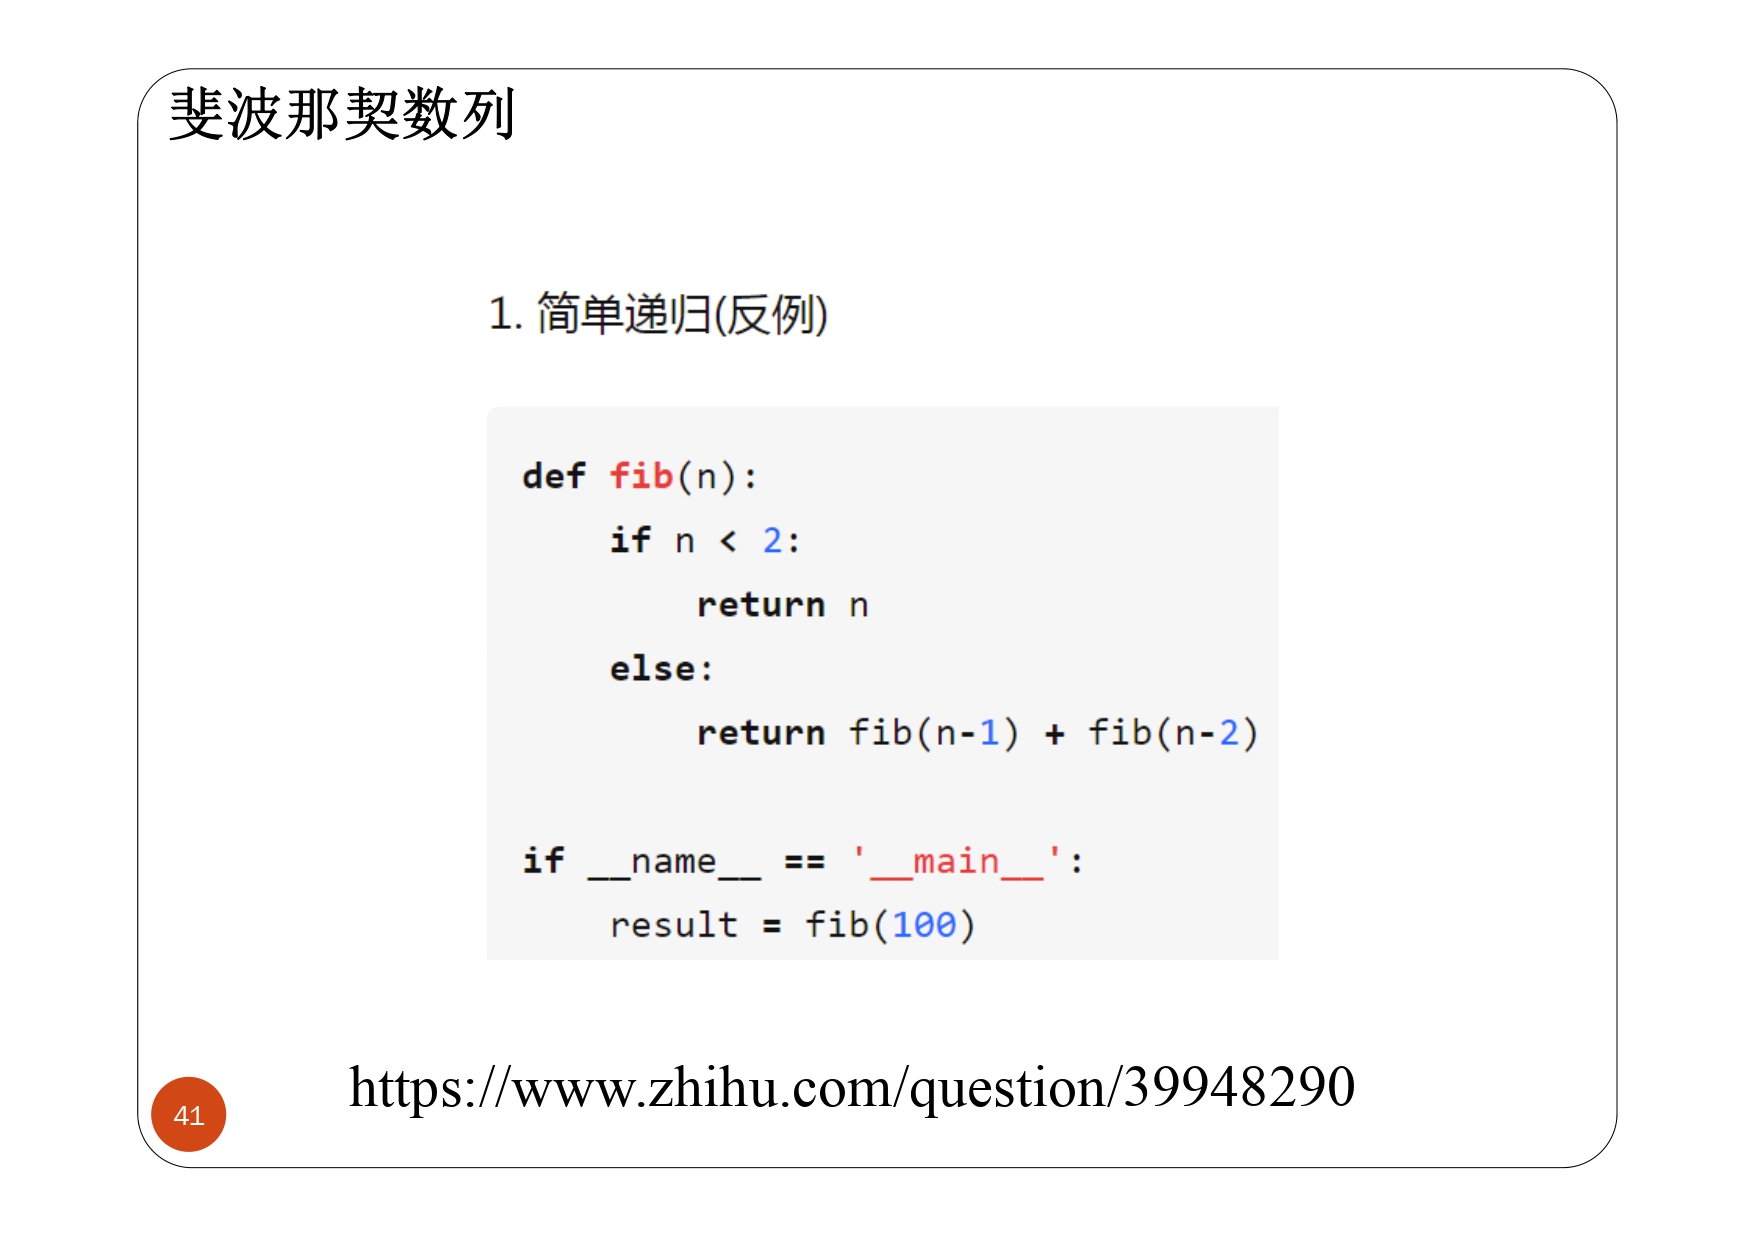 斐波那契数列
1. 简单递归(反例)
def fib(n):
    if n < 2:
        return n
    else:
        return fib(n-1) + fib(n-2)
if __name__ == '__main__':
    result = fib(100)
https://www.zhihu.com/question/39948290
41